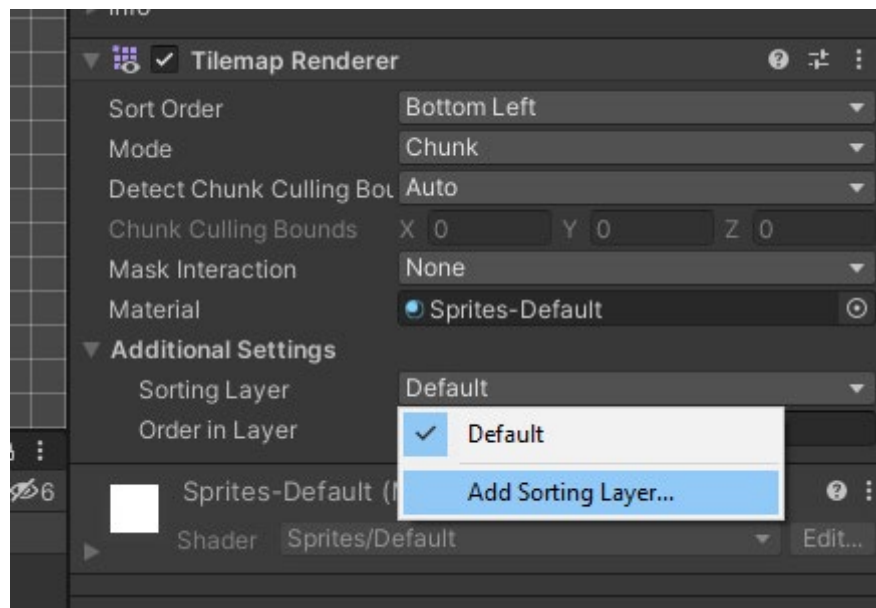 Tilemap Renderer
Sort Order Bottom Left
Mode Chunk
Detect Chunk Culling Auto
Chunk Culling Bounds X 0 Y 0 Z 0
Mask Interaction None
Material Sprites-Default
Additional Settings
Sorting Layer Default
Order in Layer
Default
6 Sprites-Default
Add Sorting Layer...
Shader Sprites/Default Edit...